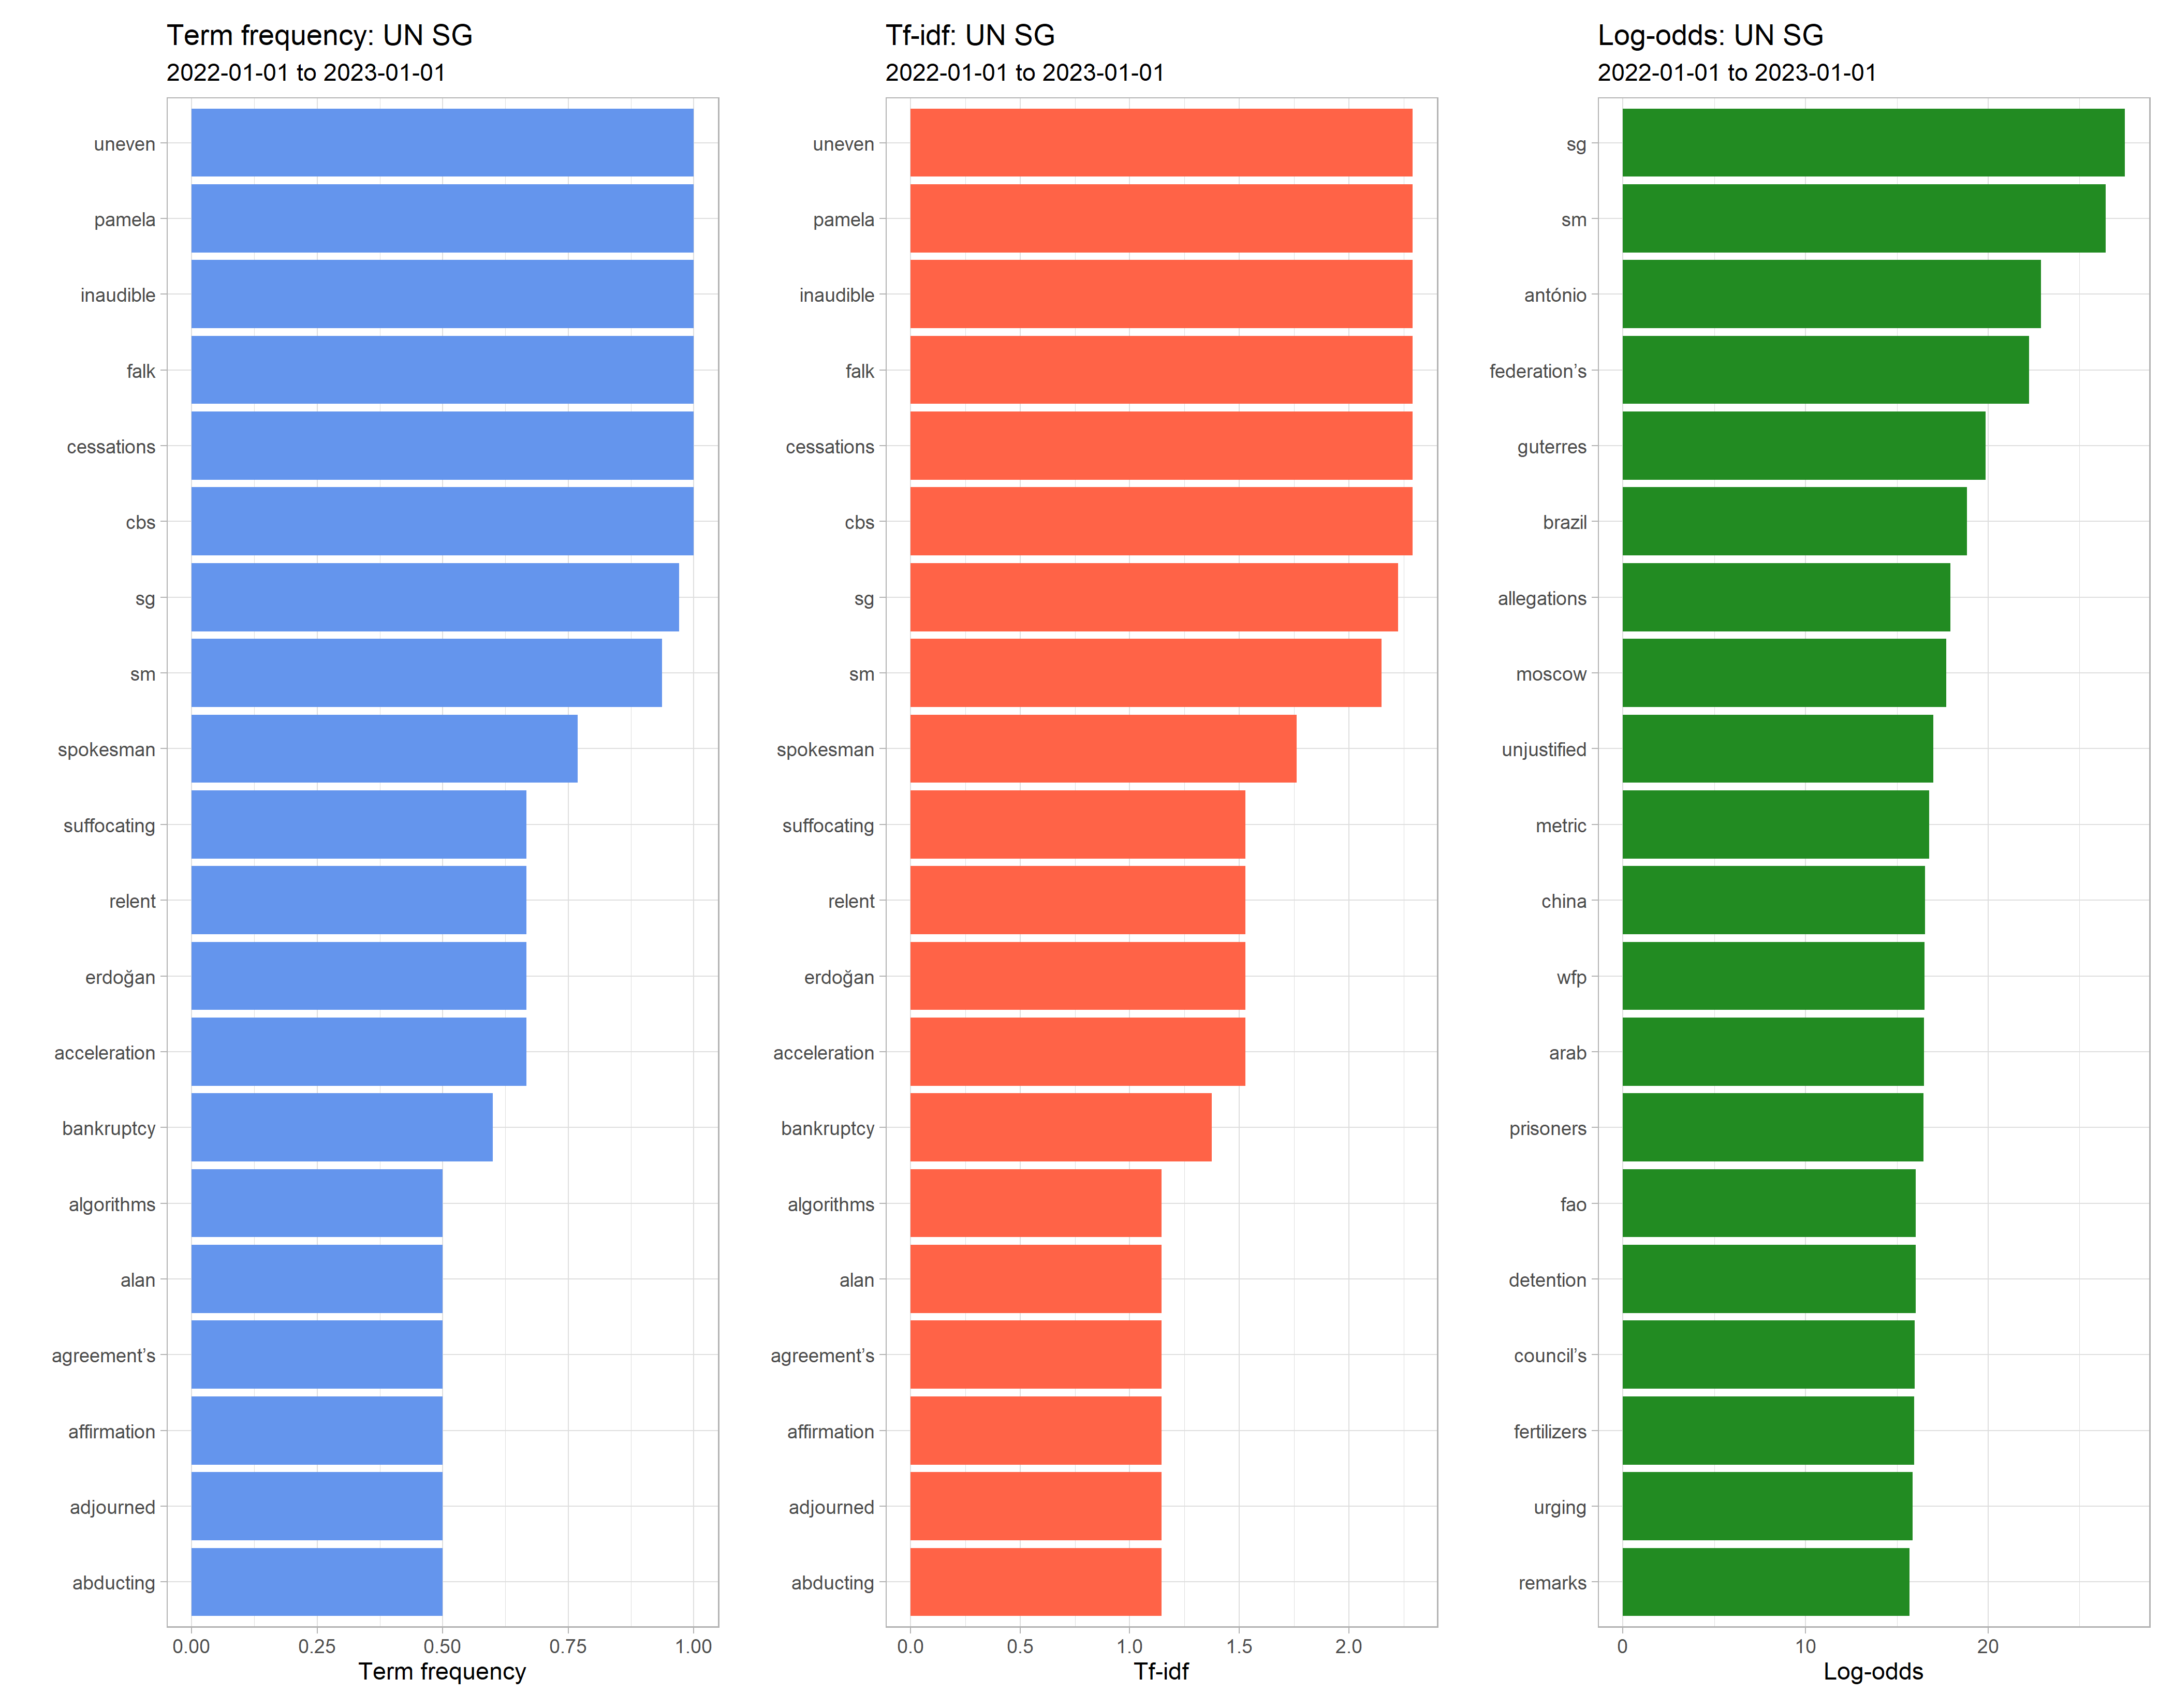 Term frequency: UN SG
2022-01-01 to 2023-01-01
uneven
pamela
inaudible
falk
cessations
cbs
sg
sm
spokesman
suffocating
relent
erdoğan
acceleration
bankruptcy
algorithms
alan
agreement’s
affirmation
adjourned
abducting
0.00 0.25 0.50 0.75 1.00
Term frequency
Tf-idf: UN SG
2022-01-01 to 2023-01-01
uneven
pamela
inaudible
falk
cessations
cbs
sg
sm
spokesman
suffocating
relent
erdoğan
acceleration
bankruptcy
algorithms
alan
agreement’s
affirmation
adjourned
abducting
0.0 0.5 1.0 1.5 2.0
Tf-idf
Log-odds: UN SG
2022-01-01 to 2023-01-01
sg
sm
antónio
federation’s
guterres
brazil
allegations
moscow
unjustified
metric
china
wfp
arab
prisoners
fao
detention
council’s
fertilizers
urging
remarks
0 10 20
Log-odds